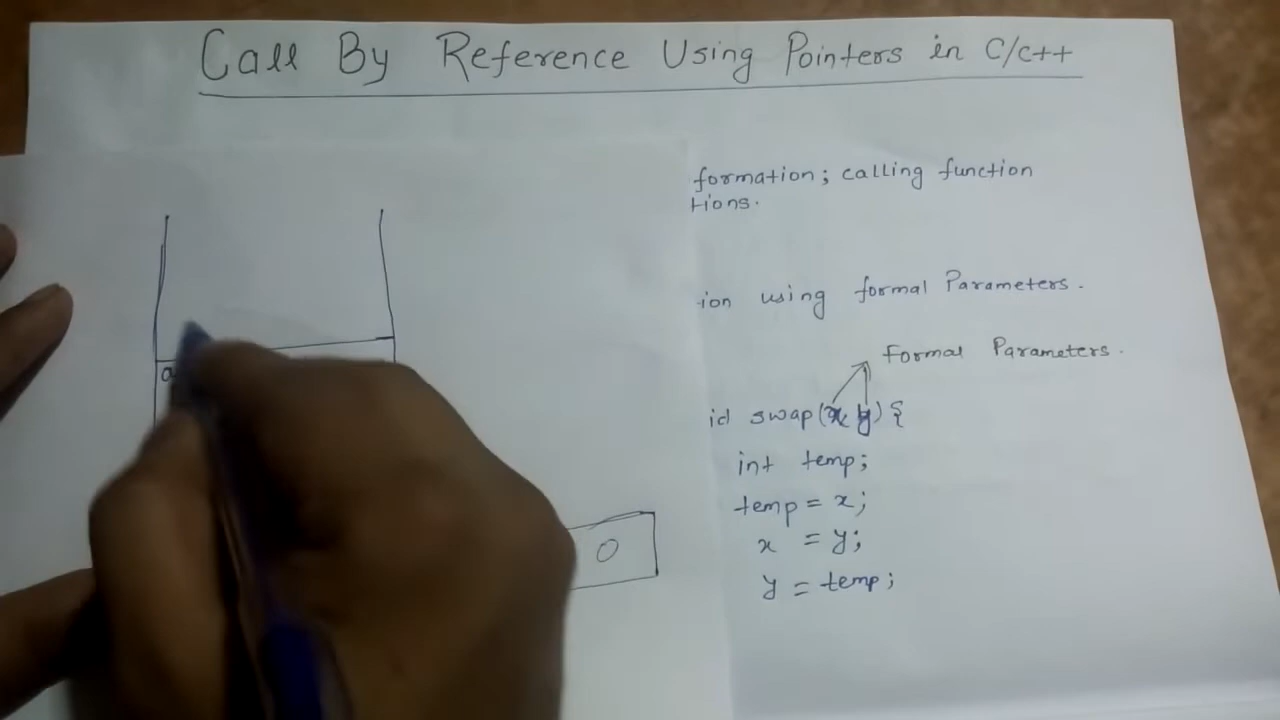 Call By Reference Using Pointers in C/C++
formation; calling function
tions.
ion using formal Parameters.
Formal Parameters.
id swap(x y) {
int temp;
temp = x;
x = y;
y = temp;
a
0